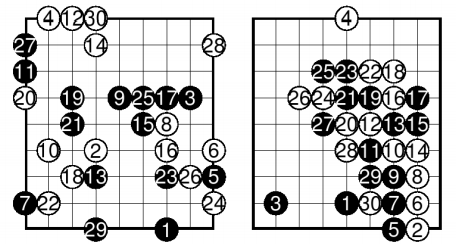 4 12 30
27 14 28
11
20 19 9 25 17 3
21 15 8
10 2 16 6
18 13 23 26 5
7 22 24
29 1
4
25 23 22 18
26 24 21 19 16 17
27 20 12 13 15
28 11 10 14
29 9 8
3 1 30 7 6
5 2